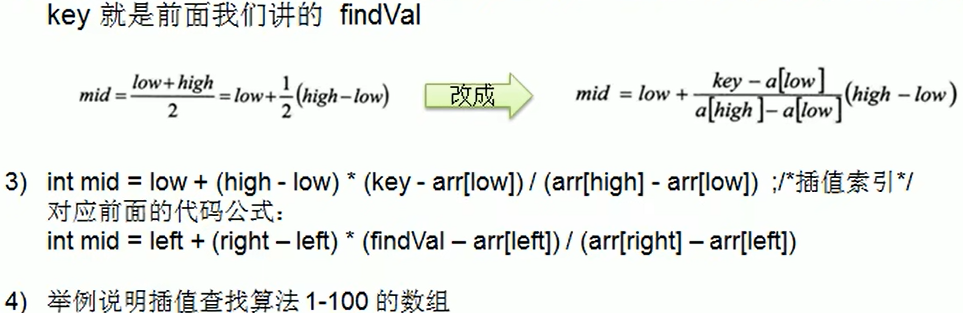 key 就是前面我们讲的 findVal
mid = \frac{low+high}{2} = low + \frac{1}{2}(high-low) 改成 mid = low + \frac{key-a[low]}{a[high]-a[low]}(high-low)
3) int mid = low + (high - low) * (key - arr[low]) / (arr[high] - arr[low]) ;/*插值索引*/
对应前面的代码公式：
int mid = left + (right – left) * (findVal – arr[left]) / (arr[right] – arr[left])
4) 举例说明插值查找算法 1-100 的数组